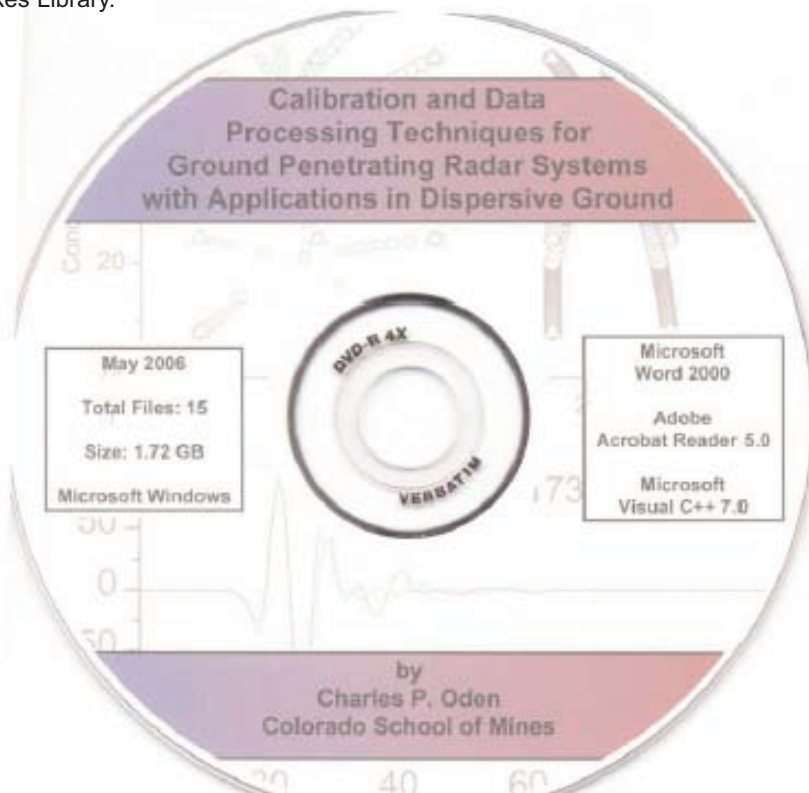 Library.
Calibration and Data
Processing Techniques for
Ground Penetrating Radar Systems
with Applications in Dispersive Ground
20
May 2006
Total Files: 15
Size: 1.72 GB
Microsoft Windows
DVD-R 4X
VERBATIM
Microsoft
Word 2000
Adobe
Acrobat Reader 5.0
Microsoft
Visual C++ 7.0
173
50
0
50
by
Charles P. Oden
Colorado School of Mines
20 40 60